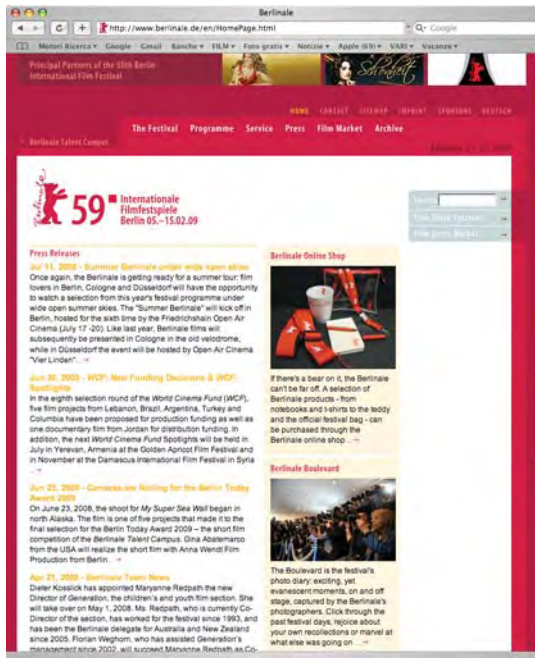 Berlinale
http://www.berlinale.de/en/HomePage.html
Google
Motori Ricerca Google Gmail Banche FILM Foto gratis Notizie Apple (69) VARI Vacanze
Principal Partners of the 58th Berlin
International Film Festival
Schönheit
HOME CONTACT SITEMAP IMPRINT SPONSORS DEUTSCH
The Festival Programme Service Press Film Market Archive
Berlinale Talent Campus
59 Internationale
Filmfestspiele
Berlin 05.–15.02.09
Search
Press Releases
Jul 11, 2008 - Summer Berlinale under wide open skies
Once again, the Berlinale is getting ready for a summer tour: film
lovers in Berlin, Cologne and Düsseldorf will have the opportunity
to watch a selection from this year's festival programme under
wide open summer skies. The "Summer Berlinale" will kick off in
Berlin, hosted for the sixth time by the Friedrichshain Open Air
Cinema (July 17 -20). Like last year, Berlinale films will
subsequently be presented in Cologne in the old velodrome,
while in Düsseldorf the event will be hosted by Open Air Cinema
"Vier Linden"... →
Jun 30, 2008 - WCF: New Funding Decisions & WCF-
Spotlights
In the eighth selection round of the World Cinema Fund (WCF),
five film projects from Lebanon, Brazil, Argentina, Turkey and
Columbia have been proposed for production funding as well as
one documentary film from Jordan for distribution funding. In
addition, the next World Cinema Fund Spotlights will be held in
July in Yerevan, Armenia at the Golden Apricot Film Festival and
in November at the Damascus International Film Festival in Syria
... →
Jun 23, 2008 - Cameras are Rolling for the Berlin Today
Award 2009
On June 23, 2008, the shoot for My Super Sea Wall began in
north Alaska. The film is one of five projects that made it to the
final selection for the Berlin Today Award 2009 – the short film
competition of the Berlinale Talent Campus. Gina Abatemarco
from the USA will realize the short film with Anna Wendt Film
Production from Berlin... →
Apr 21, 2008 - Berlinale Team News
Dieter Kosslick has appointed Maryanne Redpath the new
Director of Generation, the children's and youth film section. She
will take over on May 1, 2008. Ms. Redpath, who is currently Co-
Director of the section, has worked for the festival since 1993, and
has been the Berlinale delegate for Australia and New Zealand
since 2005. Florian Weghorn, who has assisted Generation's
management since 2002, will succeed Maryanne Redpath as Co-
Berlinale Online Shop
If there's a bear on it, the Berlinale
can't be far off. A selection of
Berlinale products - from
notebooks and t-shirts to the teddy
and the official festival bag - can
be purchased through the
Berlinale online shop... →
Berlinale Boulevard
The Boulevard is the festival's
photo diary: exciting, yet
evanescent moments, on and off
stage, captured by the Berlinale's
photographers. Click through the
past festival days, rejoice about
your own recollections or marvel at
what else was going on ... →